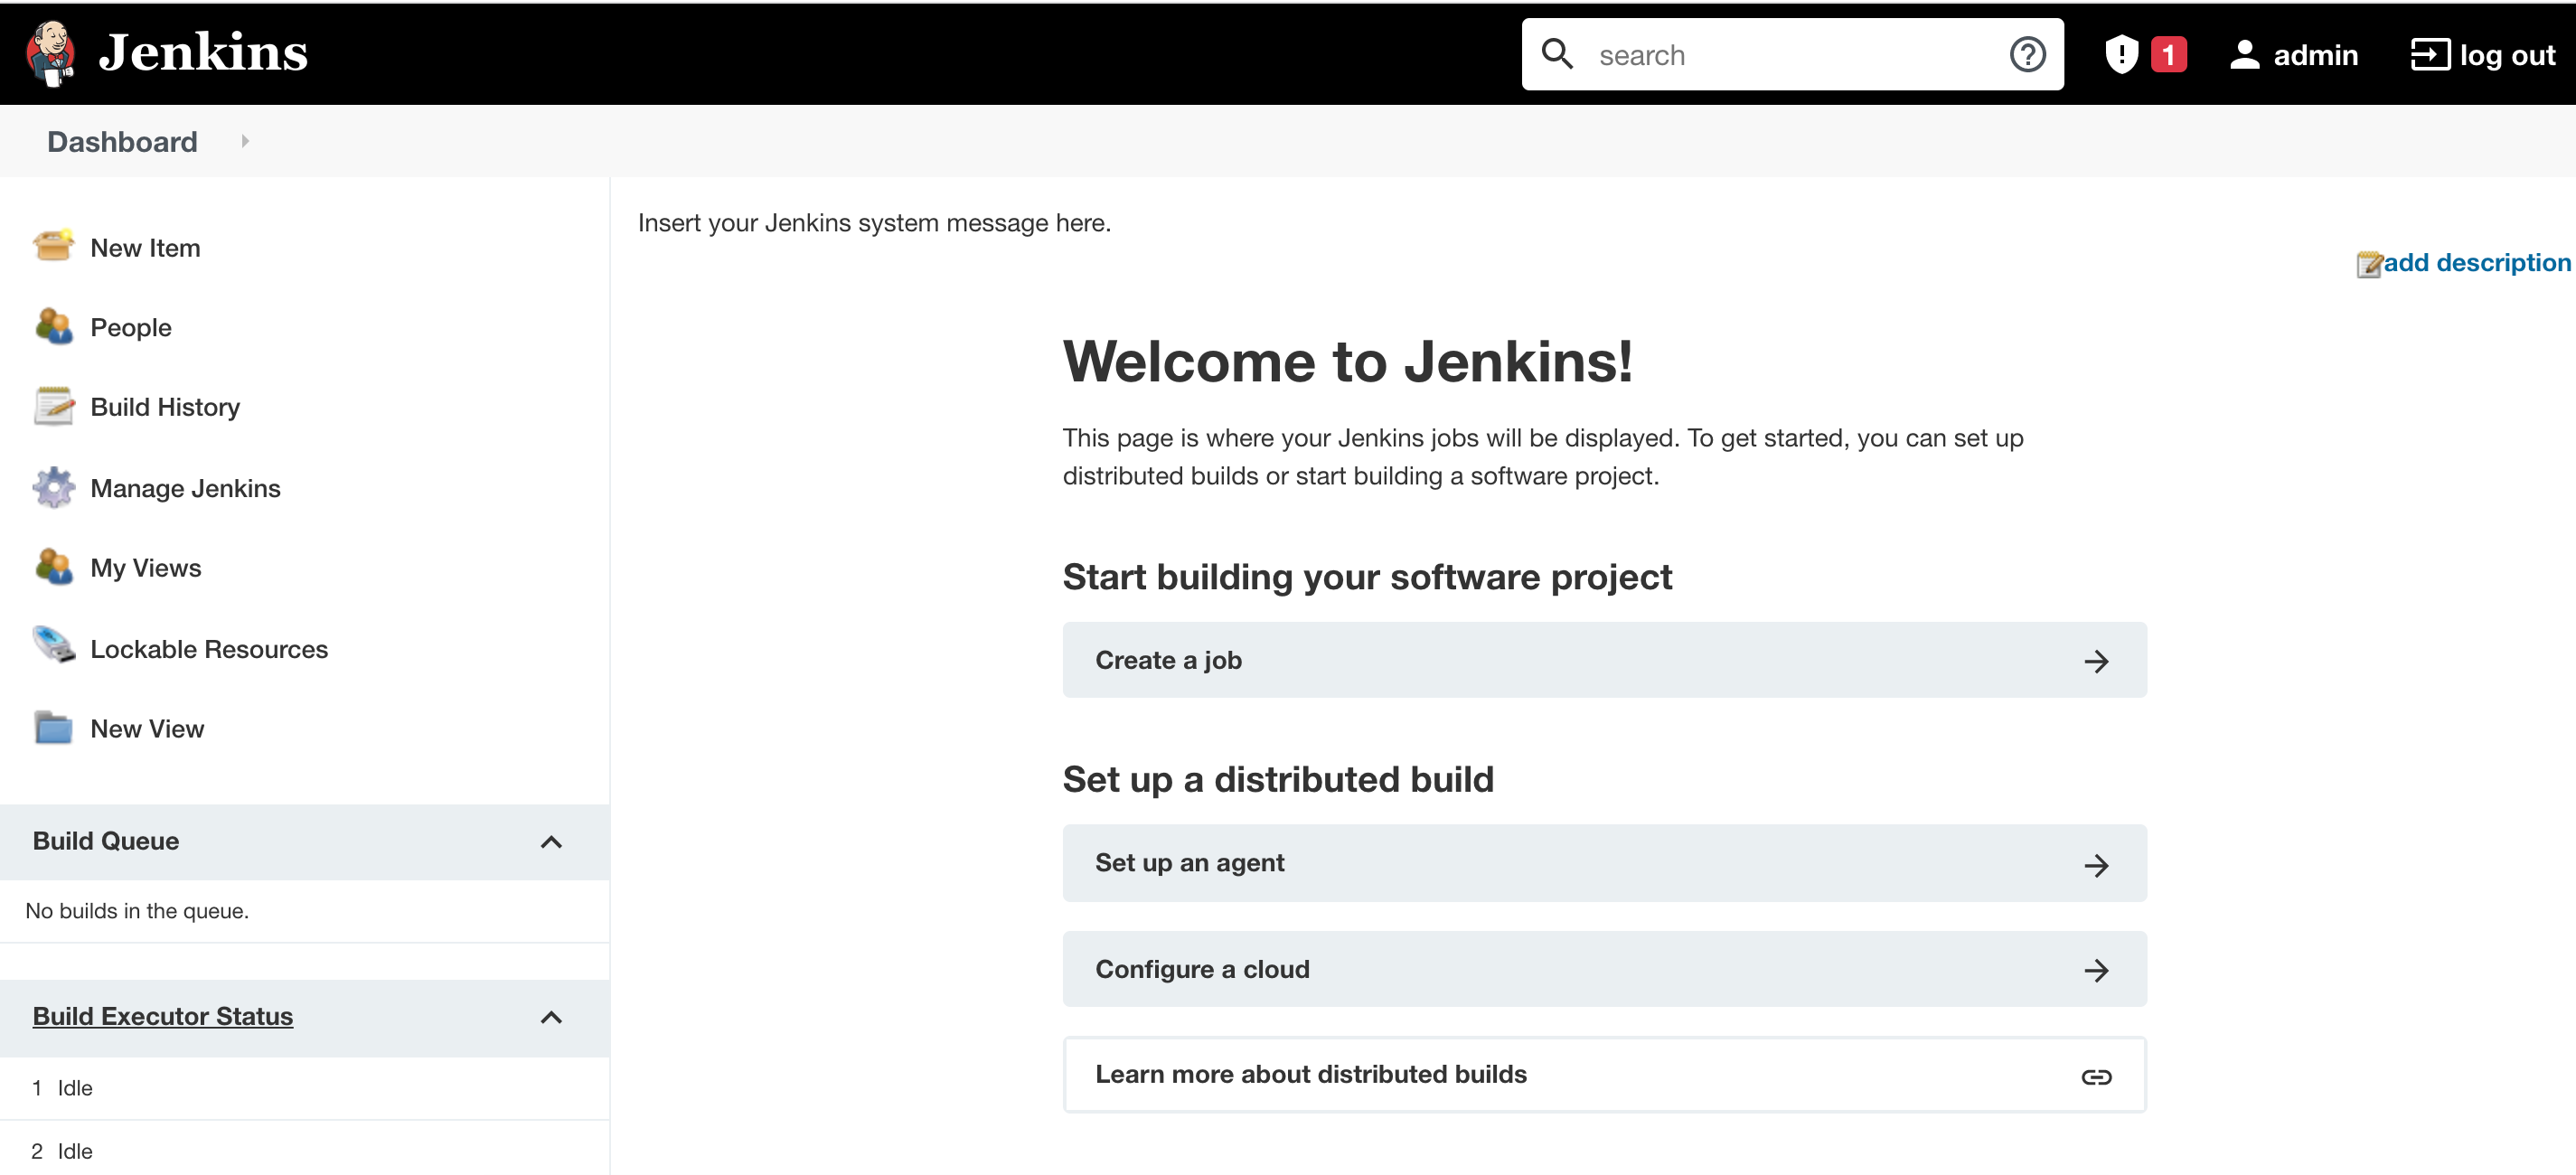 Jenkins
search
1
admin
log out
Dashboard
New Item
People
Build History
Manage Jenkins
My Views
Lockable Resources
New View
Build Queue
No builds in the queue.
Build Executor Status
1 Idle
2 Idle
Insert your Jenkins system message here.
add description
Welcome to Jenkins!
This page is where your Jenkins jobs will be displayed. To get started, you can set up
distributed builds or start building a software project.
Start building your software project
Create a job
Set up a distributed build
Set up an agent
Configure a cloud
Learn more about distributed builds